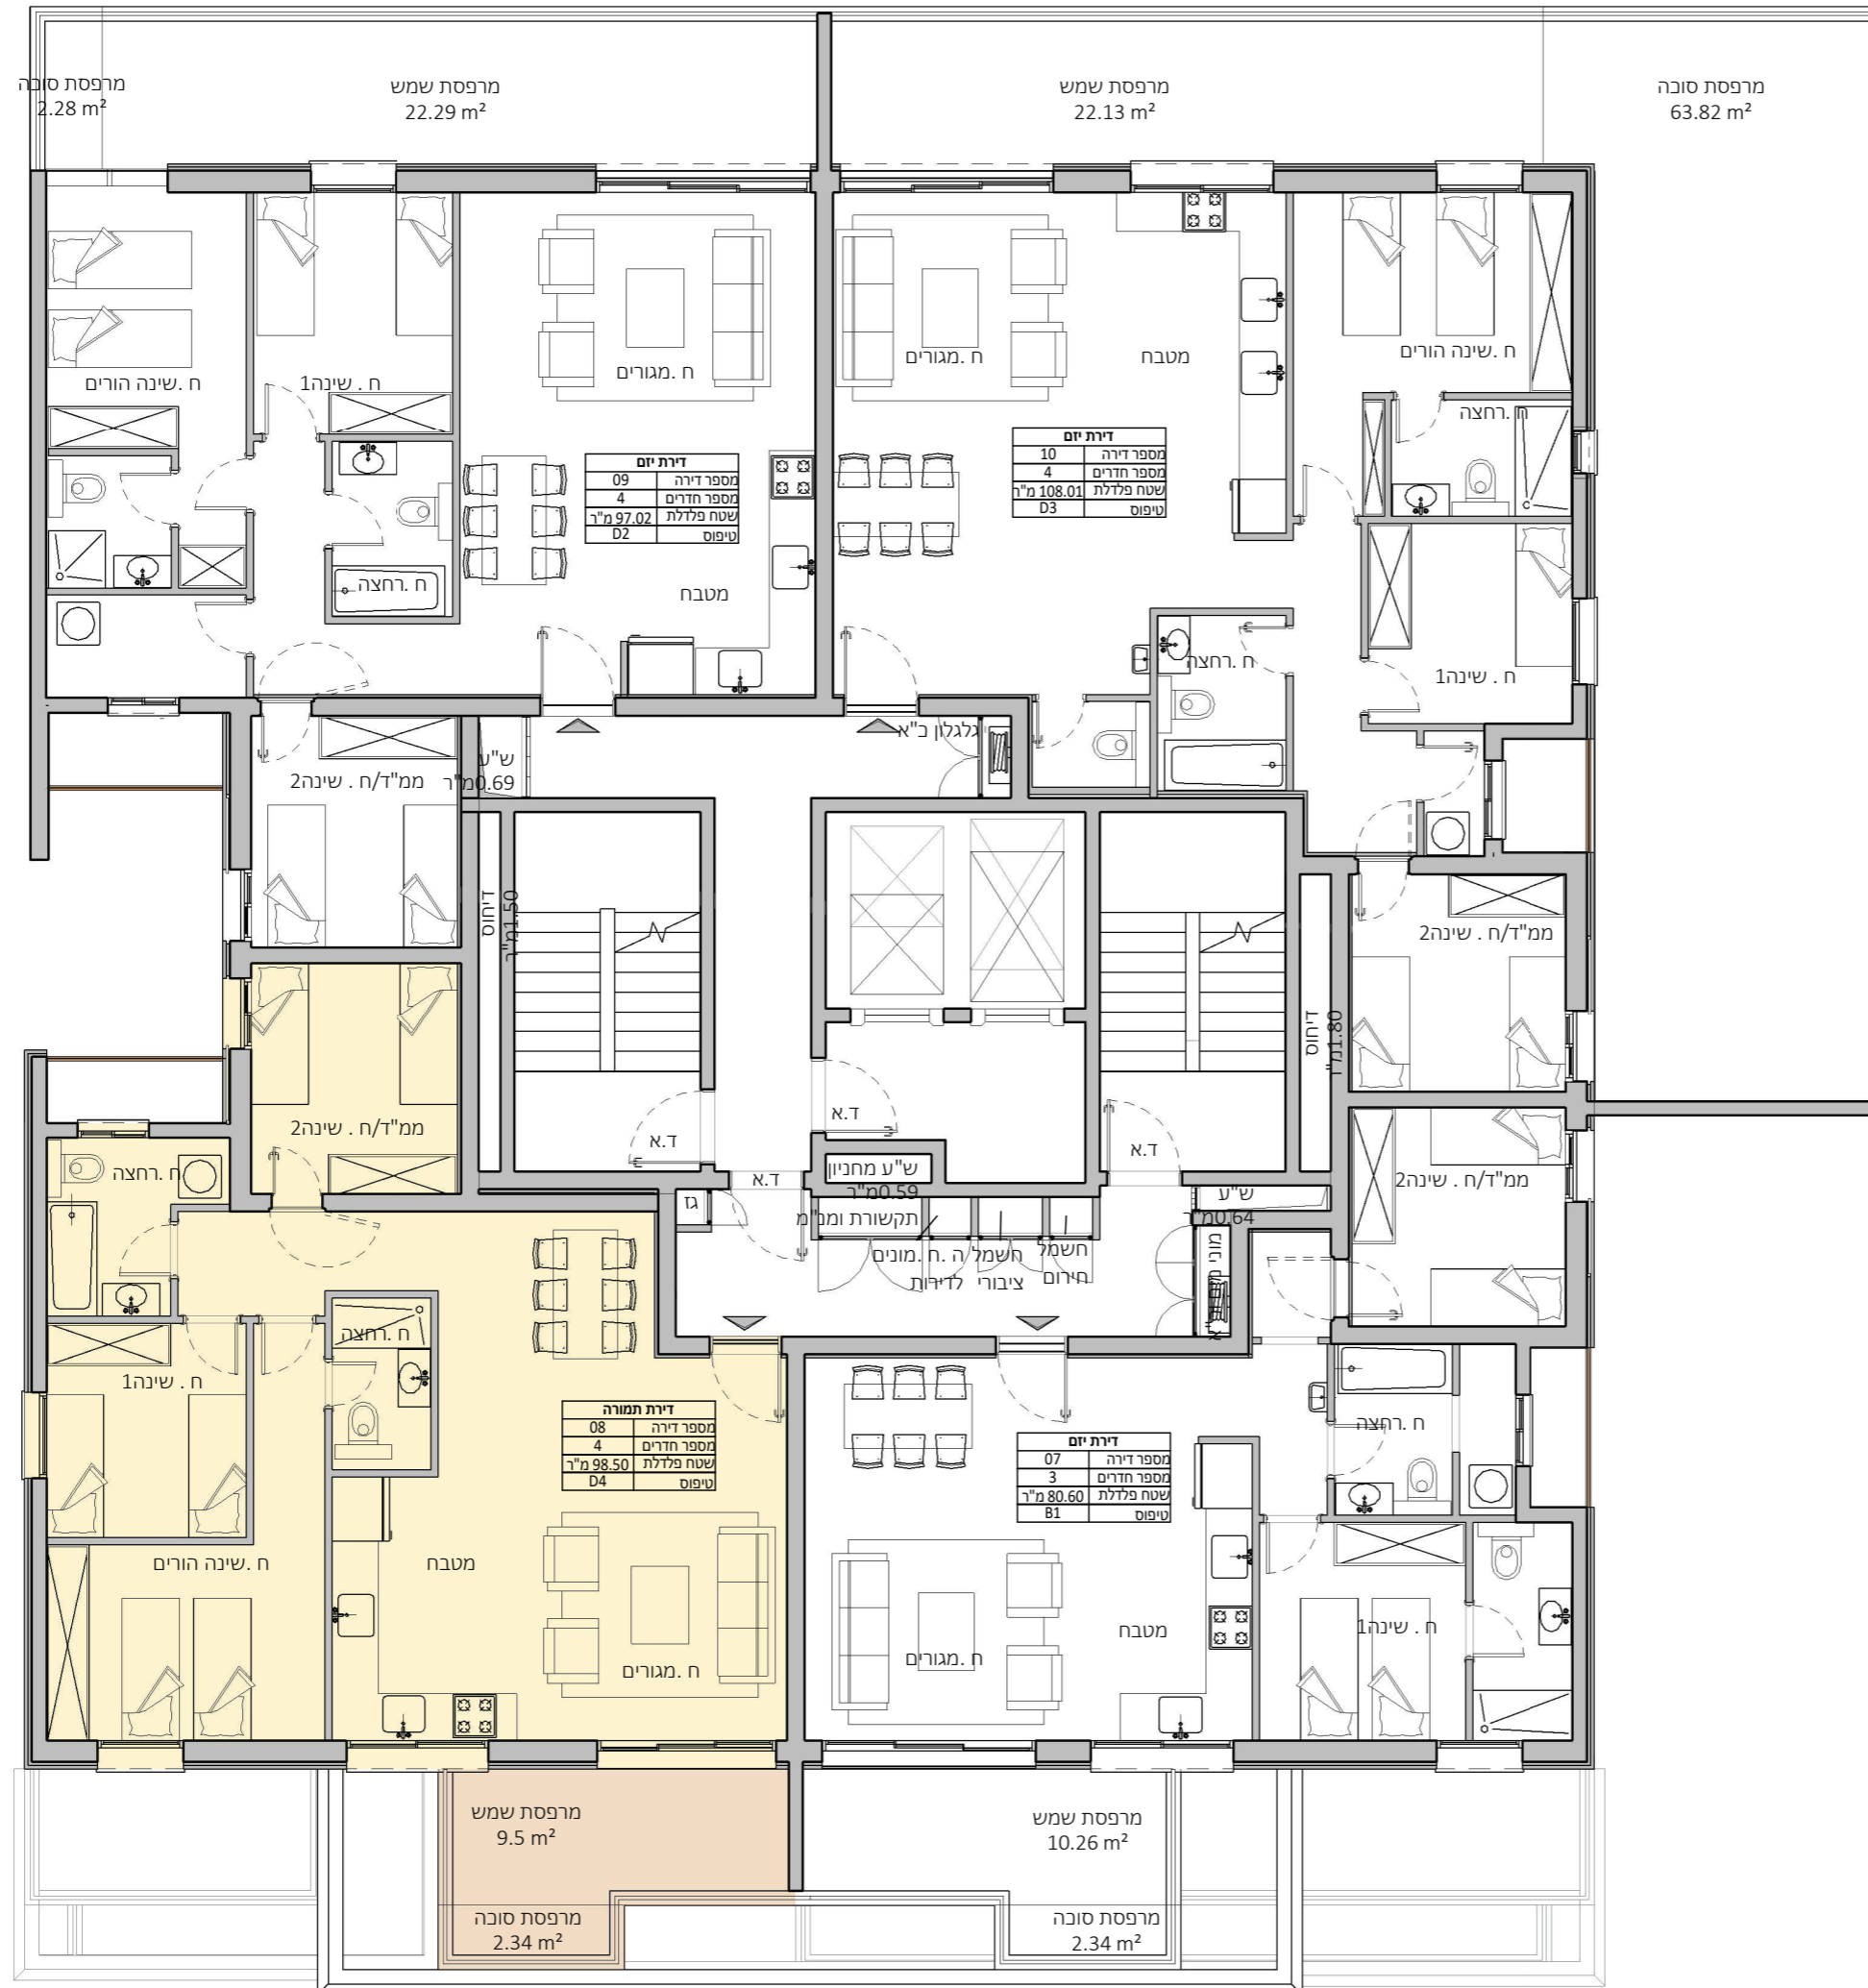 מרפסת סוכה
2.28 m²
מרפסת שמש
22.29 m²
מרפסת שמש
22.13 m²
מרפסת סוכה
63.82 m²
ח .שינה הורים
ח . שינה1
ח .מגורים
ח .מגורים
מטבח
ח .שינה הורים
ח .רחצה
דירת יזם
מספר דירה 09
מספר חדרים 4
שטח פלדלת 97.02 מ"ר
טיפוס D2
דירת יזם
מספר דירה 10
מספר חדרים 4
שטח פלדלת 108.01 מ"ר
טיפוס D3
ח .רחצה
מטבח
ח .רחצה
ח . שינה1
ממ"ד/ח . שינה2
ש"ע
0.69מ"ר
גלגלון כ"א
דיחוס
1.50מ"ר
ממ"ד/ח . שינה2
דיחוס
1.80מ"ר
ממ"ד/ח . שינה2
ד.א
ד.א
ד.א
ד.א
ח .רחצה
ש"ע מחניון
0.59מ"ר
ממ"ד/ח . שינה2
ש"ע
0.64מ"ר
גז
תקשורת ומנ"מ
ה .ח .מונים
לדירות
חשמל
ציבורי
חשמל
חירום
ח .רחצה
ח . שינה1
דירת תמורה
מספר דירה 08
מספר חדרים 4
שטח פלדלת 98.50 מ"ר
טיפוס D4
דירת יזם
מספר דירה 07
מספר חדרים 3
שטח פלדלת 80.60 מ"ר
טיפוס B1
ח .רחצה
ח .שינה הורים
מטבח
ח .מגורים
ח .מגורים
מטבח
ח . שינה1
מרפסת שמש
9.5 m²
מרפסת שמש
10.26 m²
מרפסת סוכה
2.34 m²
מרפסת סוכה
2.34 m²